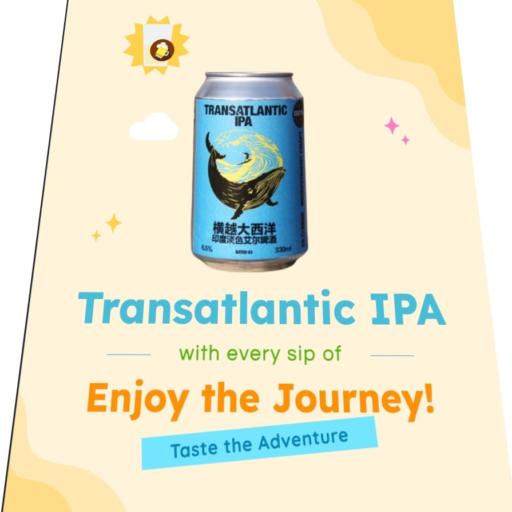 TRANSATLANTIC
IPA
横越大西洋
印度淡色艾尔啤酒
6.5%
330ml
Transatlantic IPA
with every sip of
Enjoy the Journey!
Taste the Adventure